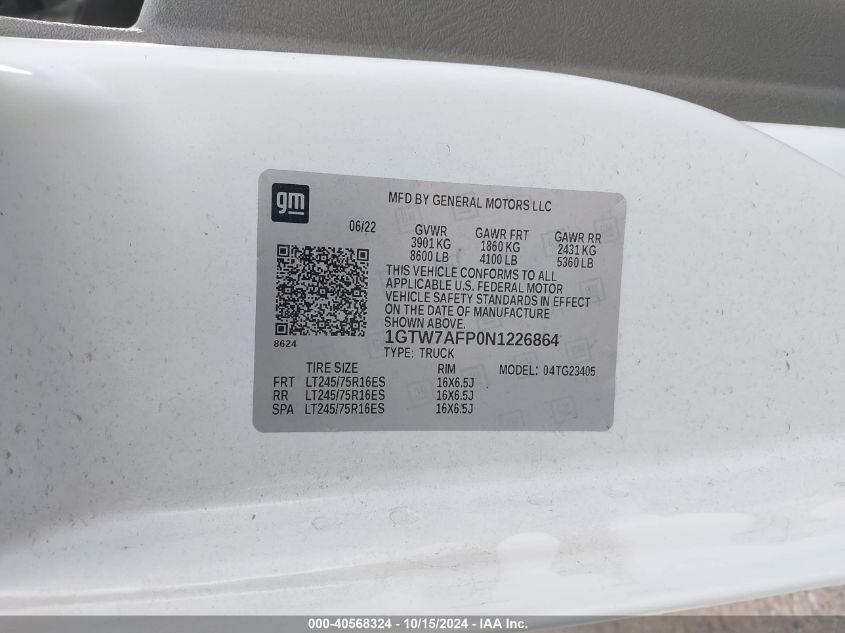 gm
MFD BY GENERAL MOTORS LLC
06/22
GVWR GAWR FRT GAWR RR
3901 KG 1860 KG 2431 KG
8600 LB 4100 LB 5360 LB
THIS VEHICLE CONFORMS TO ALL
APPLICABLE U.S. FEDERAL MOTOR
VEHICLE SAFETY STANDARDS IN EFFECT
ON THE DATE OF MANUFACTURE
SHOWN ABOVE.
8624
1GTW7AFP0N1226864
TYPE: TRUCK
TIRE SIZE RIM MODEL: 04TG23405
FRT LT245/75R16ES 16X6.5J
RR LT245/75R16ES 16X6.5J
SPA LT245/75R16ES 16X6.5J
000-40568324 - 10/15/2024 - IAA Inc.